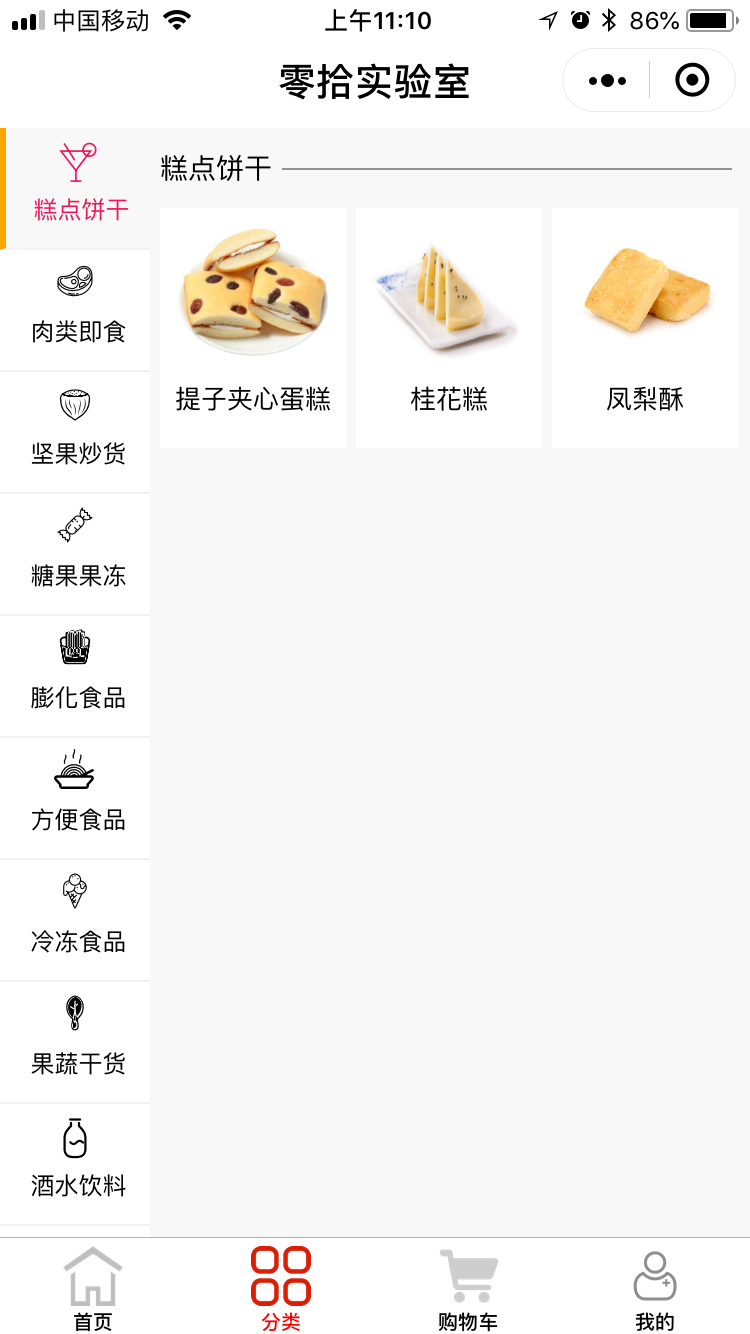 中国移动 上午11:10 86%
零拾实验室
糕点饼干
肉类即食
坚果炒货
糖果果冻
膨化食品
方便食品
冷冻食品
果蔬干货
酒水饮料
糕点饼干
提子夹心蛋糕 桂花糕 凤梨酥
首页 分类 购物车 我的